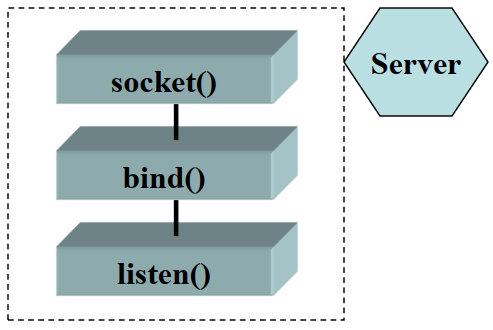 Server
socket()
bind()
listen()